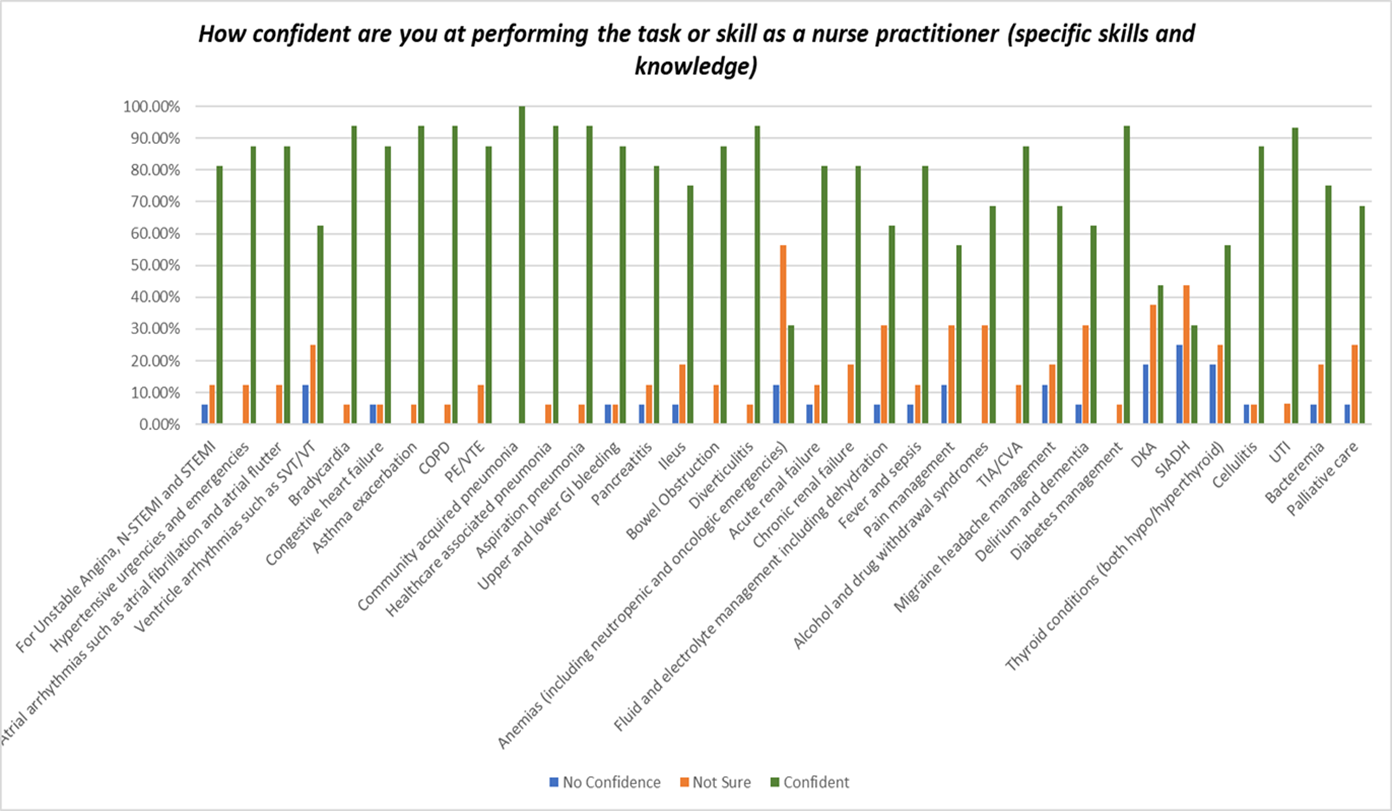 How confident are you at performing the task or skill as a nurse practitioner (specific skills and
knowledge)
100.00%
90.00%
80.00%
70.00%
60.00%
50.00%
40.00%
30.00%
20.00%
10.00%
0.00%
For Unstable Angina, N-STEMI and STEMI
Hypertensive urgencies and emergencies
Atrial arrhythmias such as atrial fibrillation and atrial flutter
Ventricle arrhythmias such as SVT/VT
Bradycardia
Congestive heart failure
Asthma exacerbation
COPD
PE/VTE
Community acquired pneumonia
Healthcare associated pneumonia
Aspiration pneumonia
Upper and lower GI bleeding
Pancreatitis
Ileus
Bowel Obstruction
Diverticulitis
Anemias (including neutropenic and oncologic emergencies)
Acute renal failure
Chronic renal failure
Fluid and electrolyte management including dehydration
Fever and sepsis
Pain management
Alcohol and drug withdrawal syndromes
TIA/CVA
Migraine headache management
Delirium and dementia
Diabetes management
DKA
SIADH
Thyroid conditions (both hypo/hyperthyroid)
Cellulitis
UTI
Bacteremia
Palliative care
No Confidence
Not Sure
Confident